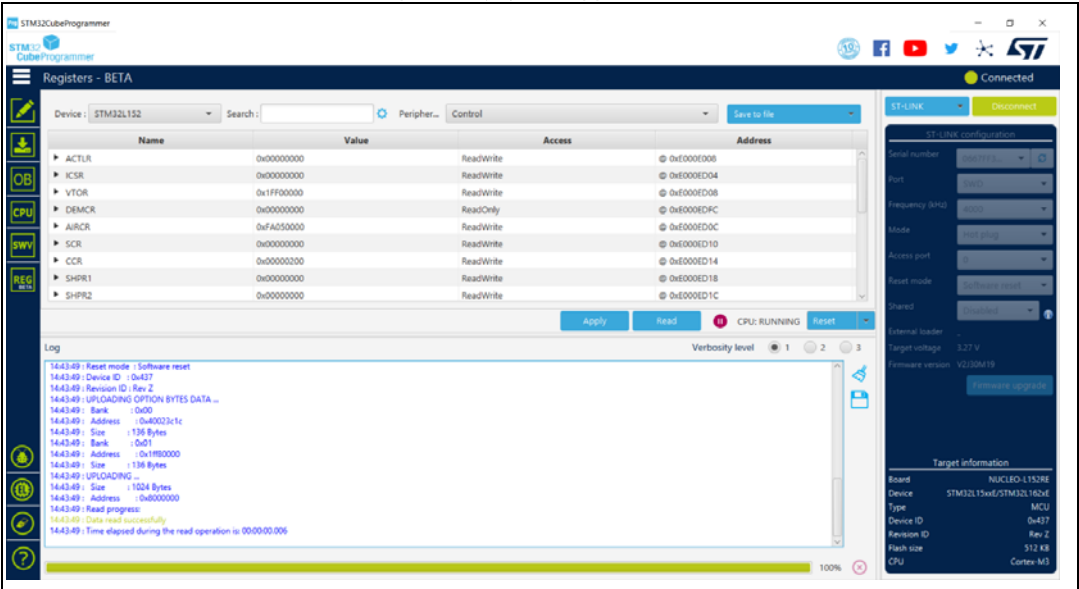 Prg STM32CubeProgrammer
STM32
CubeProgrammer
Registers - BETA
Connected
Device : STM32L152 Search : Peripher... Control Save to file
Name Value Access Address
ACTLR 0x00000000 ReadWrite @ 0xE000E008
ICSR 0x00000000 ReadWrite @ 0xE000ED04
VTOR 0x1FF00000 ReadWrite @ 0xE000ED08
DEMCR 0x00000000 ReadOnly @ 0xE000EDFC
AIRCR 0xFA050000 ReadWrite @ 0xE000ED0C
SCR 0x00000000 ReadWrite @ 0xE000ED10
CCR 0x00000200 ReadWrite @ 0xE000ED14
SHPR1 0x00000000 ReadWrite @ 0xE000ED18
SHPR2 0x00000000 ReadWrite @ 0xE000ED1C
OB
CPU
SWV
REG
BETA
Apply Read CPU: RUNNING Reset
Log Verbosity level 1 2 3
14:43:49 : Reset mode : Software reset
14:43:49 : Device ID : 0x437
14:43:49 : Revision ID : Rev Z
14:43:49 : UPLOADING OPTION BYTES DATA ...
14:43:49 : Bank : 0x00
14:43:49 : Address : 0x40023c1c
14:43:49 : Size : 136 Bytes
14:43:49 : Bank : 0x01
14:43:49 : Address : 0x1ff80000
14:43:49 : Size : 136 Bytes
14:43:49 : UPLOADING ...
14:43:49 : Size : 1024 Bytes
14:43:49 : Address : 0x8000000
14:43:49 : Read progress:
14:43:49 : Data read successfully
14:43:49 : Time elapsed during the read operation is: 00:00:00.006
100%
ST-LINK Disconnect
ST-LINK configuration
Serial number
Port SWD
Frequency (kHz) 4000
Mode Hot plug
Access port 0
Reset mode Software reset
Shared Disabled
External loader -
Target voltage 3.27 V
Firmware version V2J30M19
Firmware upgrade
Target information
Board NUCLEO-L152RE
Device STM32L15xxE/STM32L162xE
Type MCU
Device ID 0x437
Revision ID Rev Z
Flash size 512 KB
CPU Cortex-M3